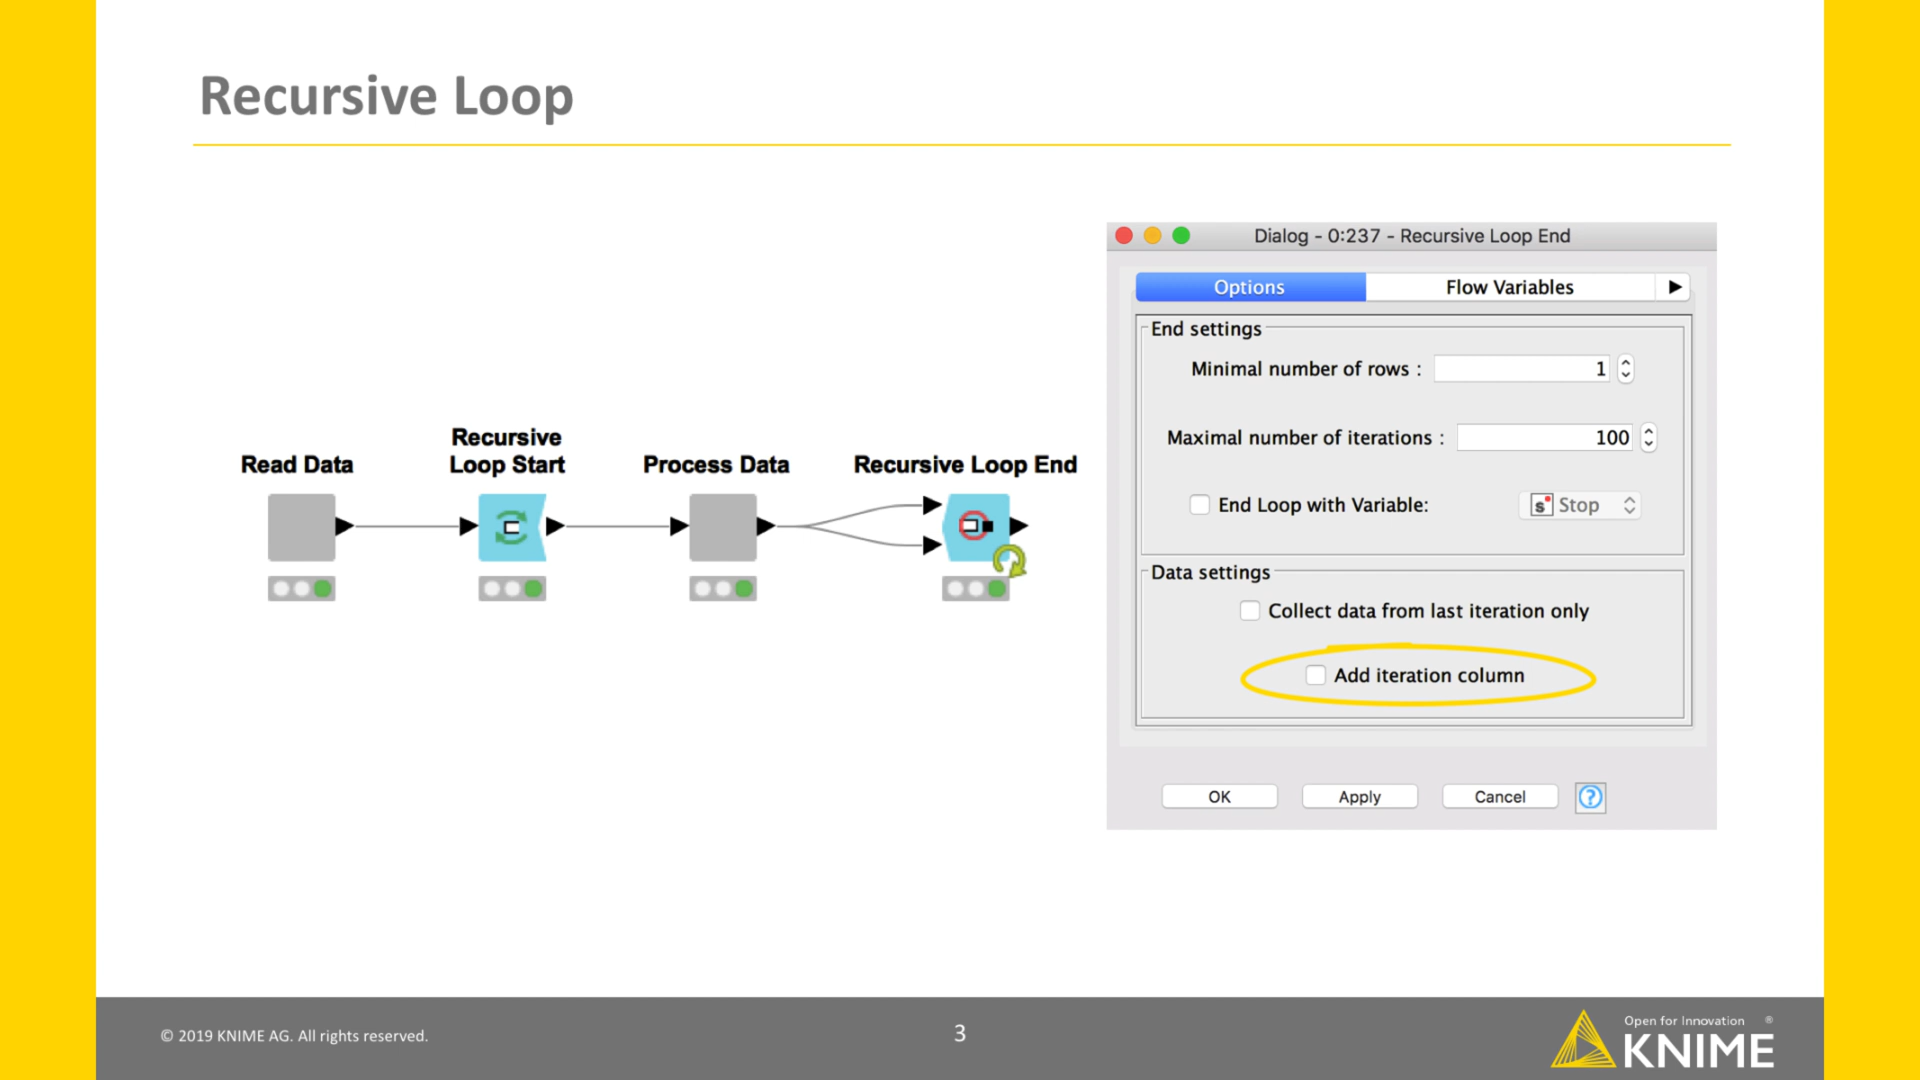 Recursive Loop
Read Data
Recursive
Loop Start
Process Data
Recursive Loop End
Dialog - 0:237 - Recursive Loop End
Options
Flow Variables
End settings
Minimal number of rows :
1
Maximal number of iterations :
100
End Loop with Variable:
s
Stop
Data settings
Collect data from last iteration only
Add iteration column
OK
Apply
Cancel
?
© 2019 KNIME AG. All rights reserved.
3
Open for Innovation ®
KNIME